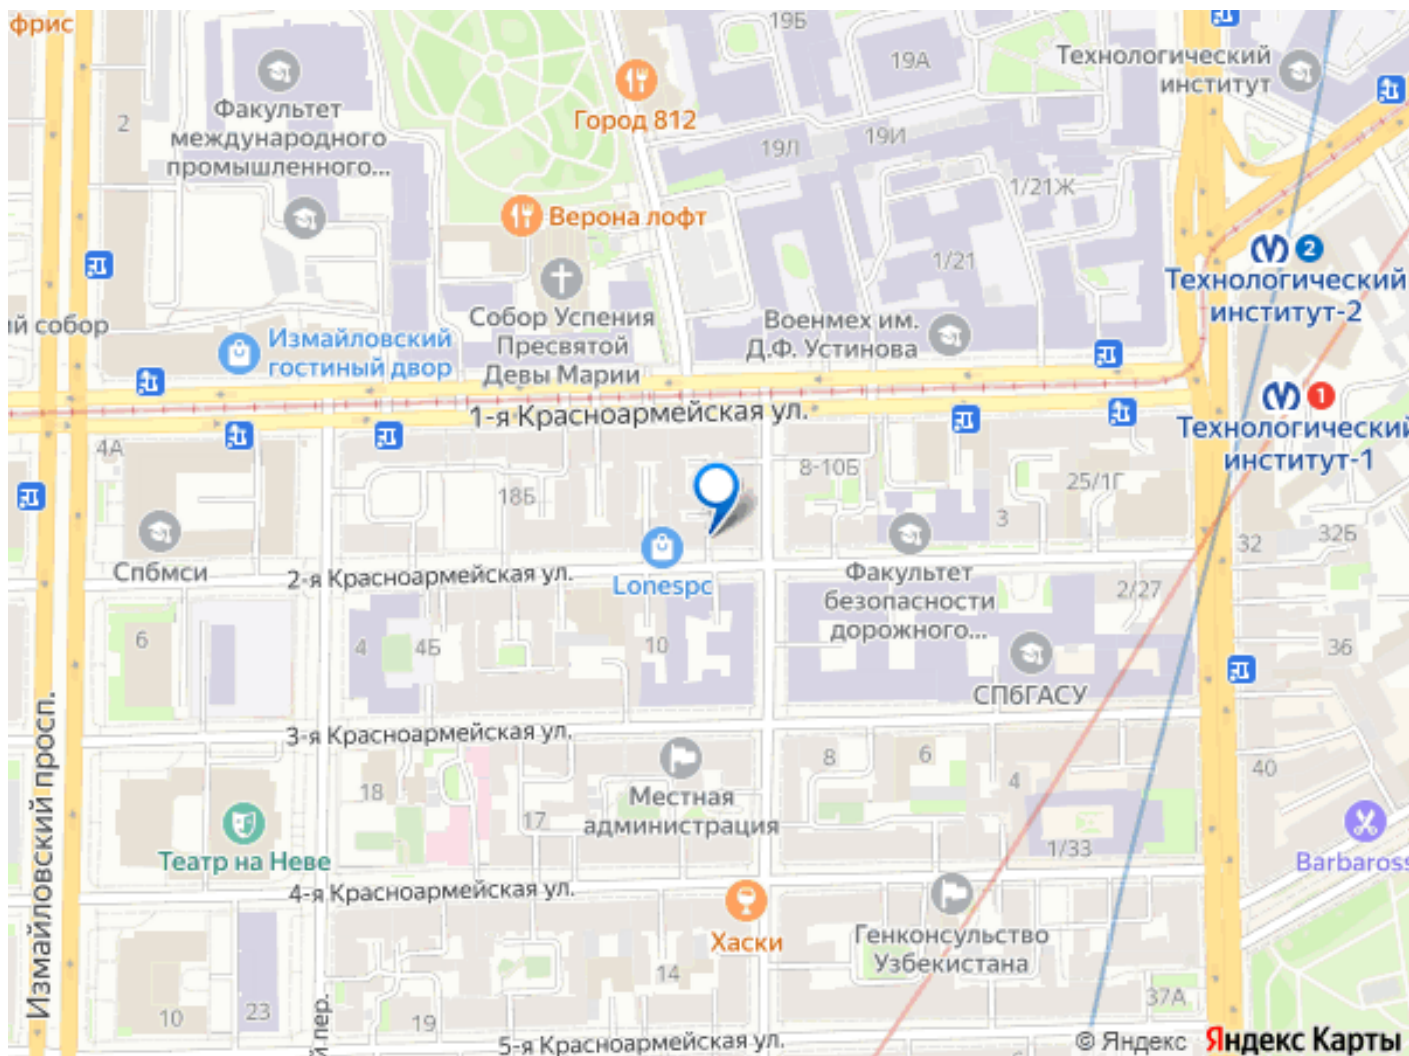 фрис
19Б
19А
Технологический
институт
2
Факультет
международного
промышленного...
Город 812
19Л
19И
1/21Ж
Верона лофт
1/21
2
Технологический
институт-2
й собор
Измайловский
гостиный двор
Собор Успения
Пресвятой
Девы Марии
Военмех им.
Д.Ф. Устинова
1-я Красноармейская ул.
1
Технологический
институт-1
4А
18Б
8-10Б
25/1Г
3
32
32Б
Спбмси
2-я Красноармейская ул.
Lonespc
Факультет
безопасности
дорожного...
2/27
6
4
4Б
10
36
СПбГАСУ
3-я Красноармейская ул.
Измайловский просп.
18
17
Местная
администрация
8
6
4
40
1/33
Театр на Неве
Barbaross
4-я Красноармейская ул.
Хаски
Генконсульство
Узбекистана
14
37А
10
23
19
й пер.
5-я Красноармейская ул.
© Яндекс Яндекс Карты